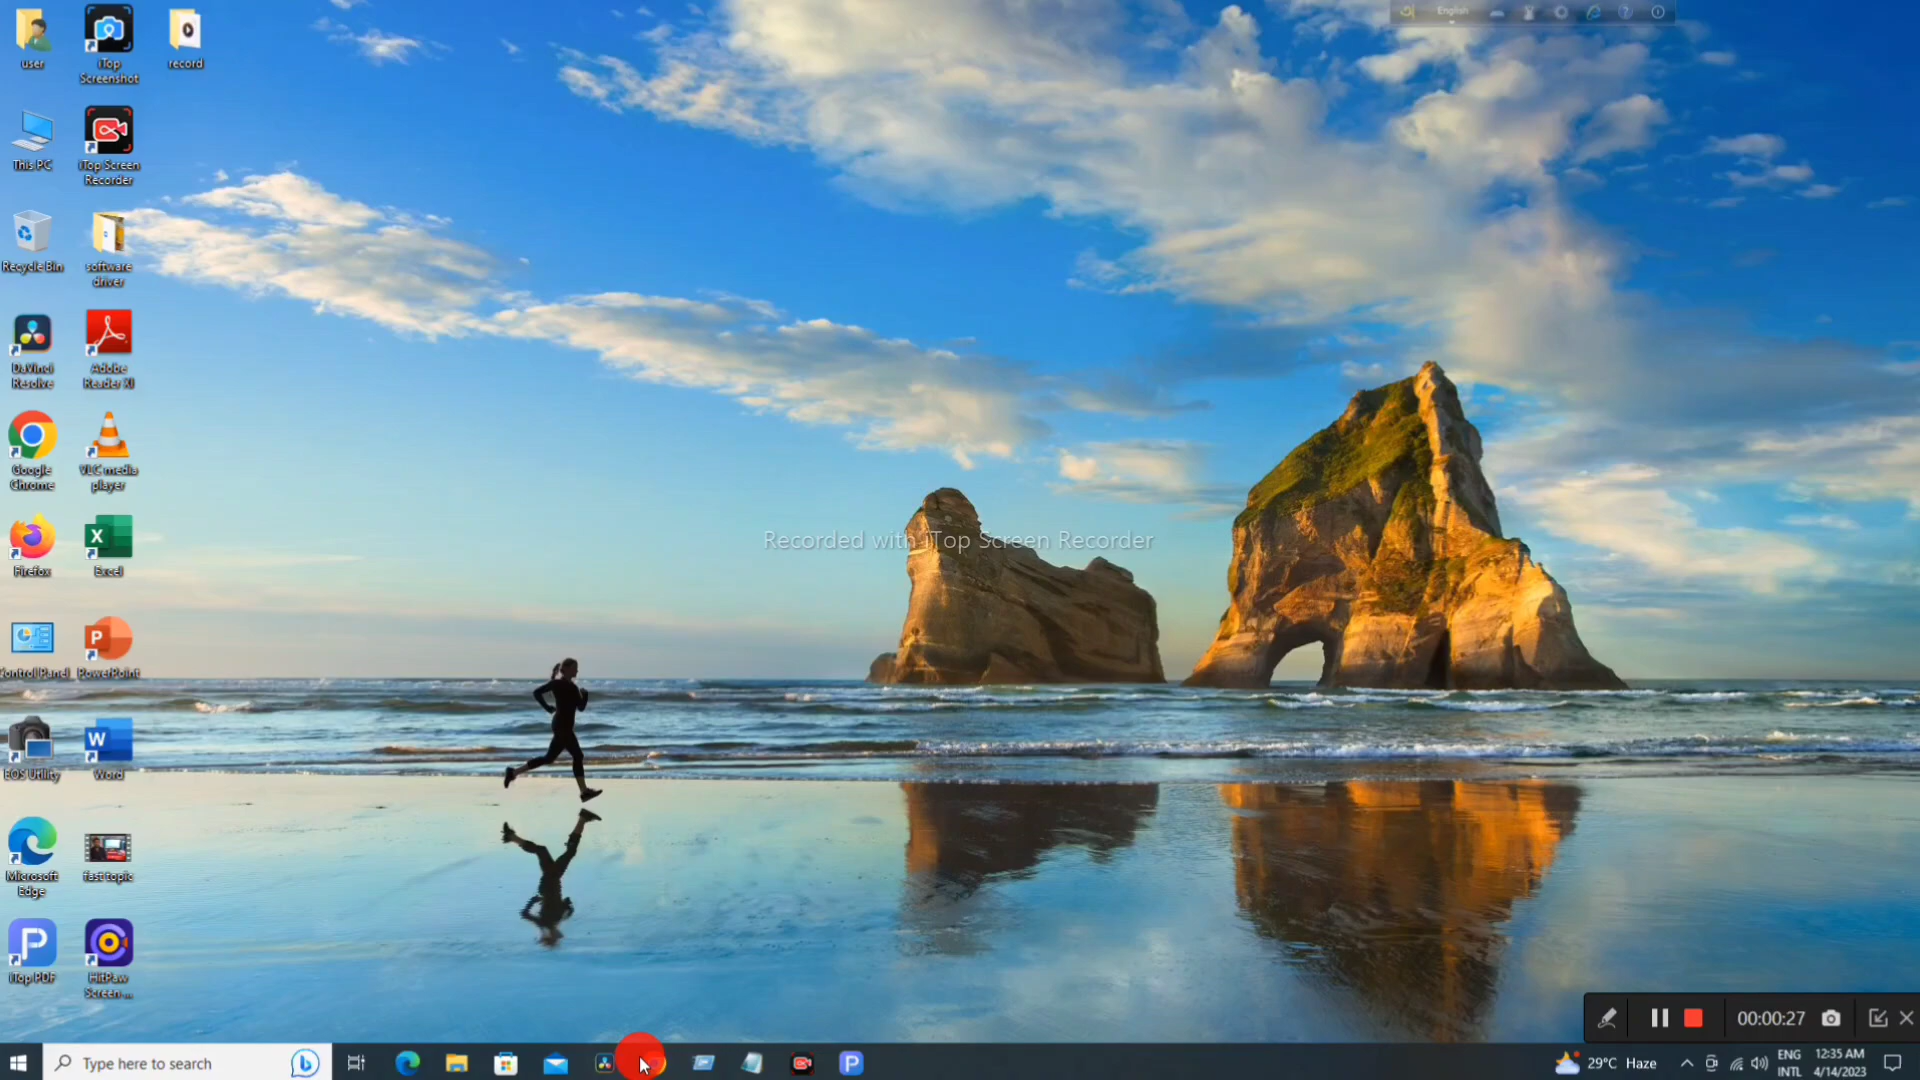 English
user
iTop
Screenshot
record
This PC
iTop Screen
Recorder
Recycle Bin
software
driver
DaVinci
Resolve
Adobe
Reader XI
Google
Chrome
VLC media
player
Firefox
Excel
Control Panel
PowerPoint
EOS Utility
Word
Microsoft
Edge
fast topic
iTop PDF
HitPaw
Screen ...
Recorded with iTop Screen Recorder
00:00:27
Type here to search
29°C Haze
ENG
INTL
12:35 AM
4/14/2023